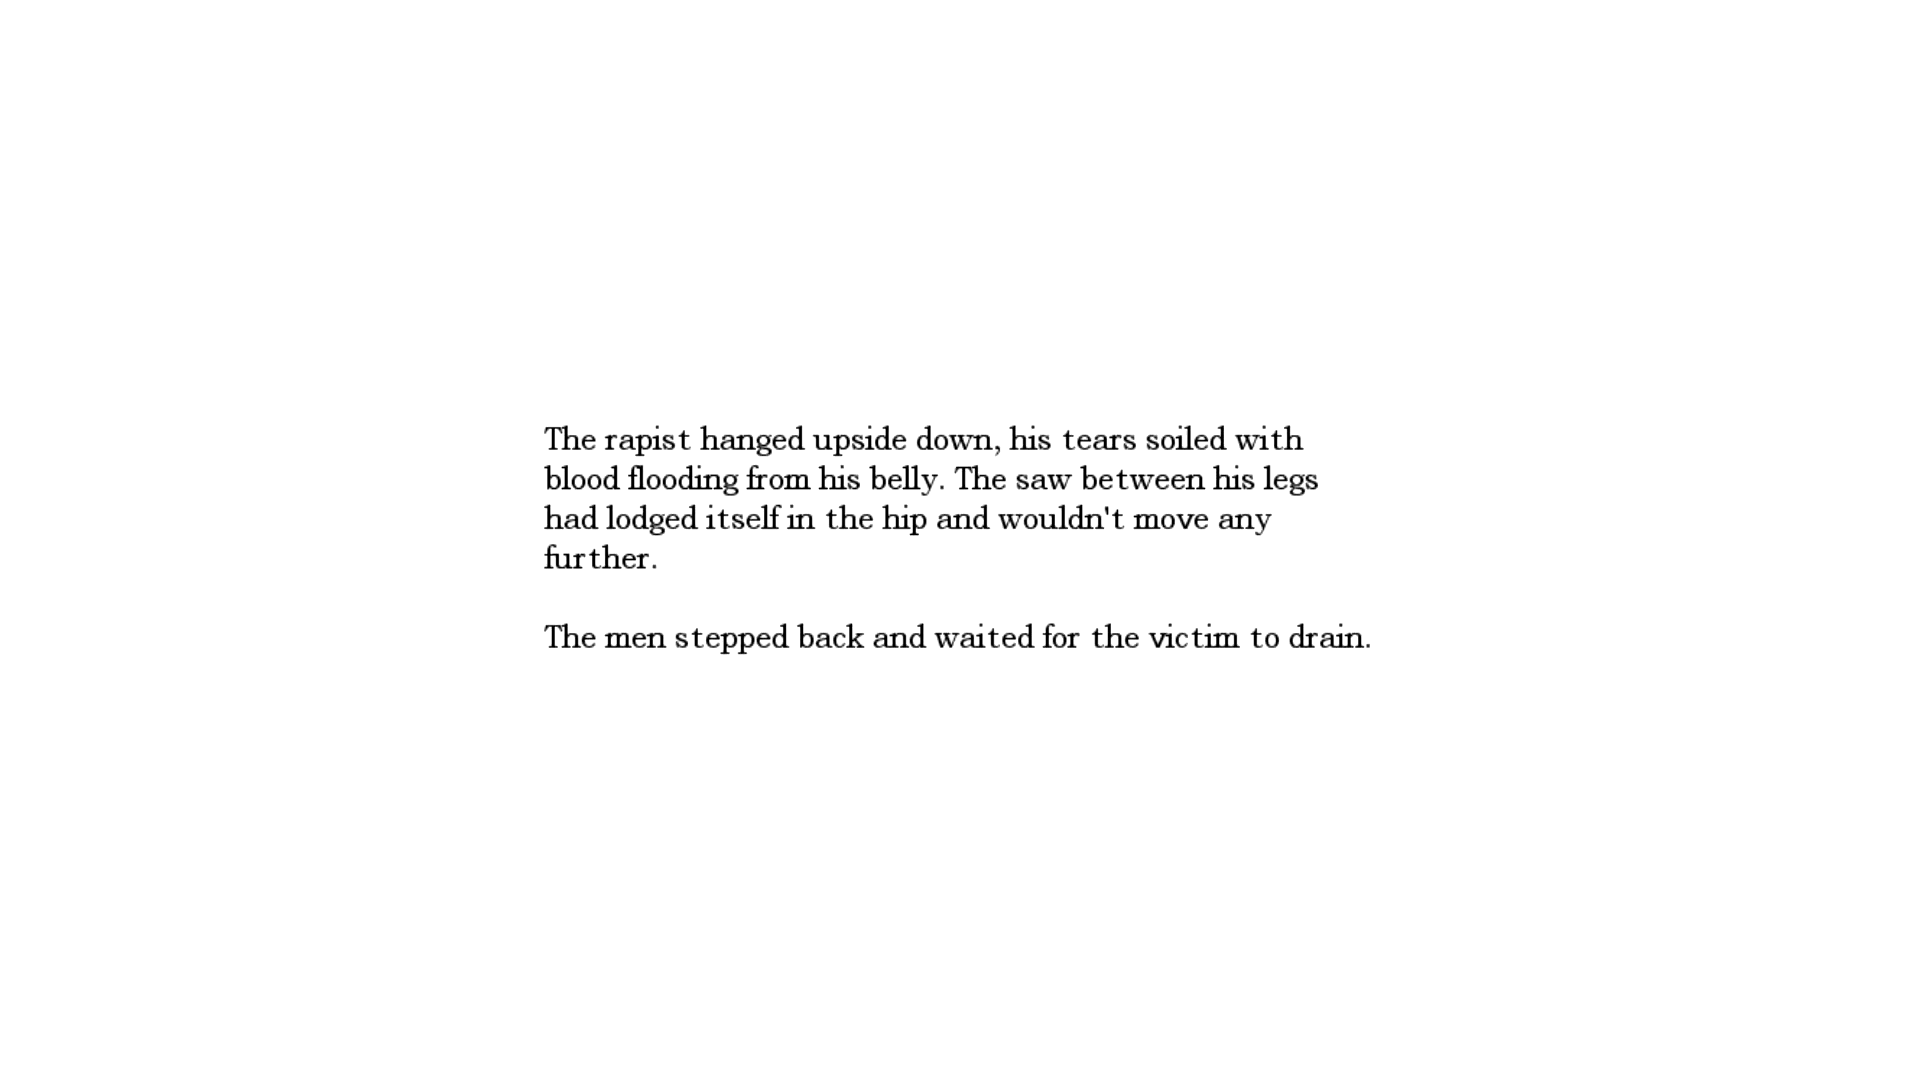 The rapist hanged upside down, his tears soiled with
blood flooding from his belly. The saw between his legs
had lodged itself in the hip and wouldn't move any
further.
The men stepped back and waited for the victim to drain.